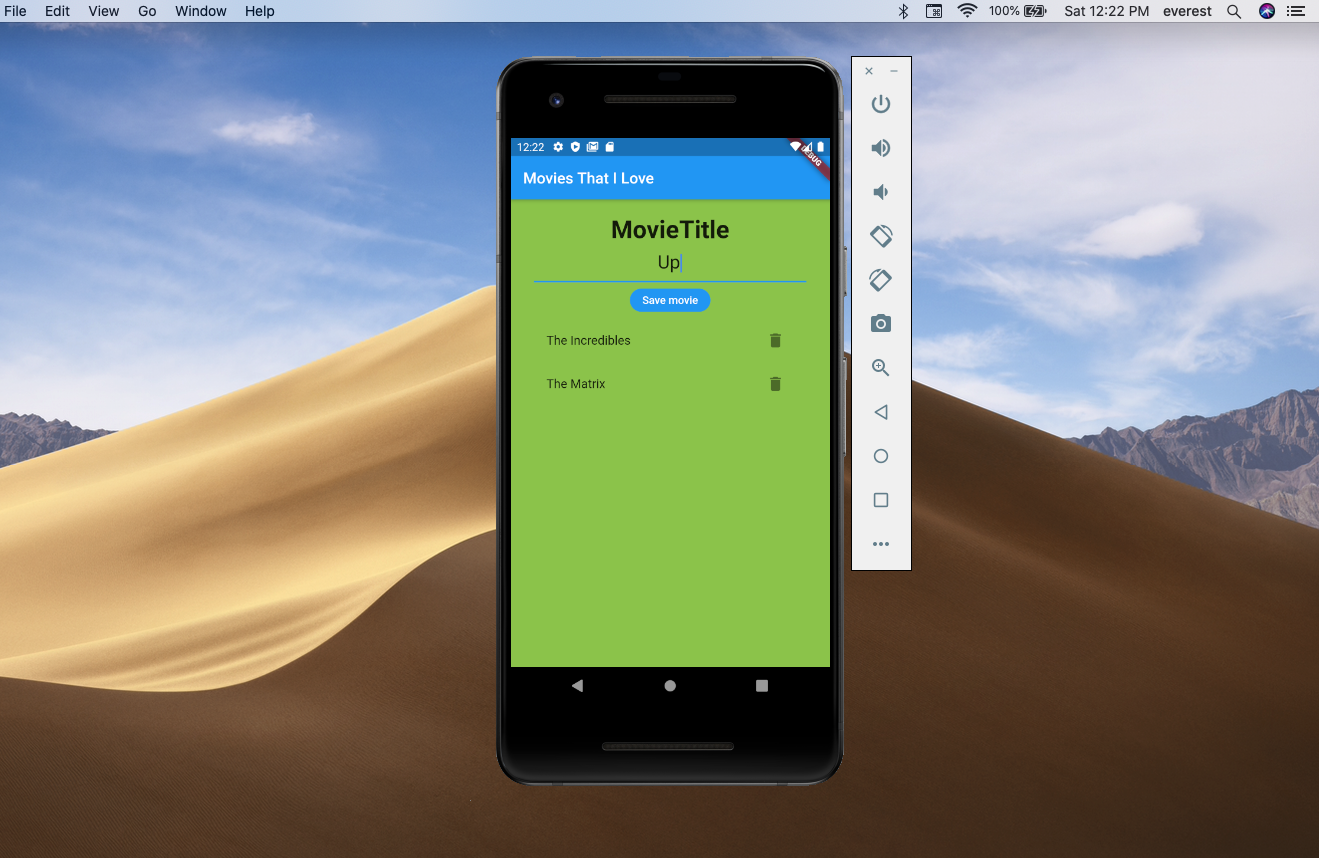 File Edit View Go Window Help 100% Sat 12:22 PM everest
12:22
DEBUG
Movies That I Love
MovieTitle
Up
Save movie
The Incredibles
The Matrix